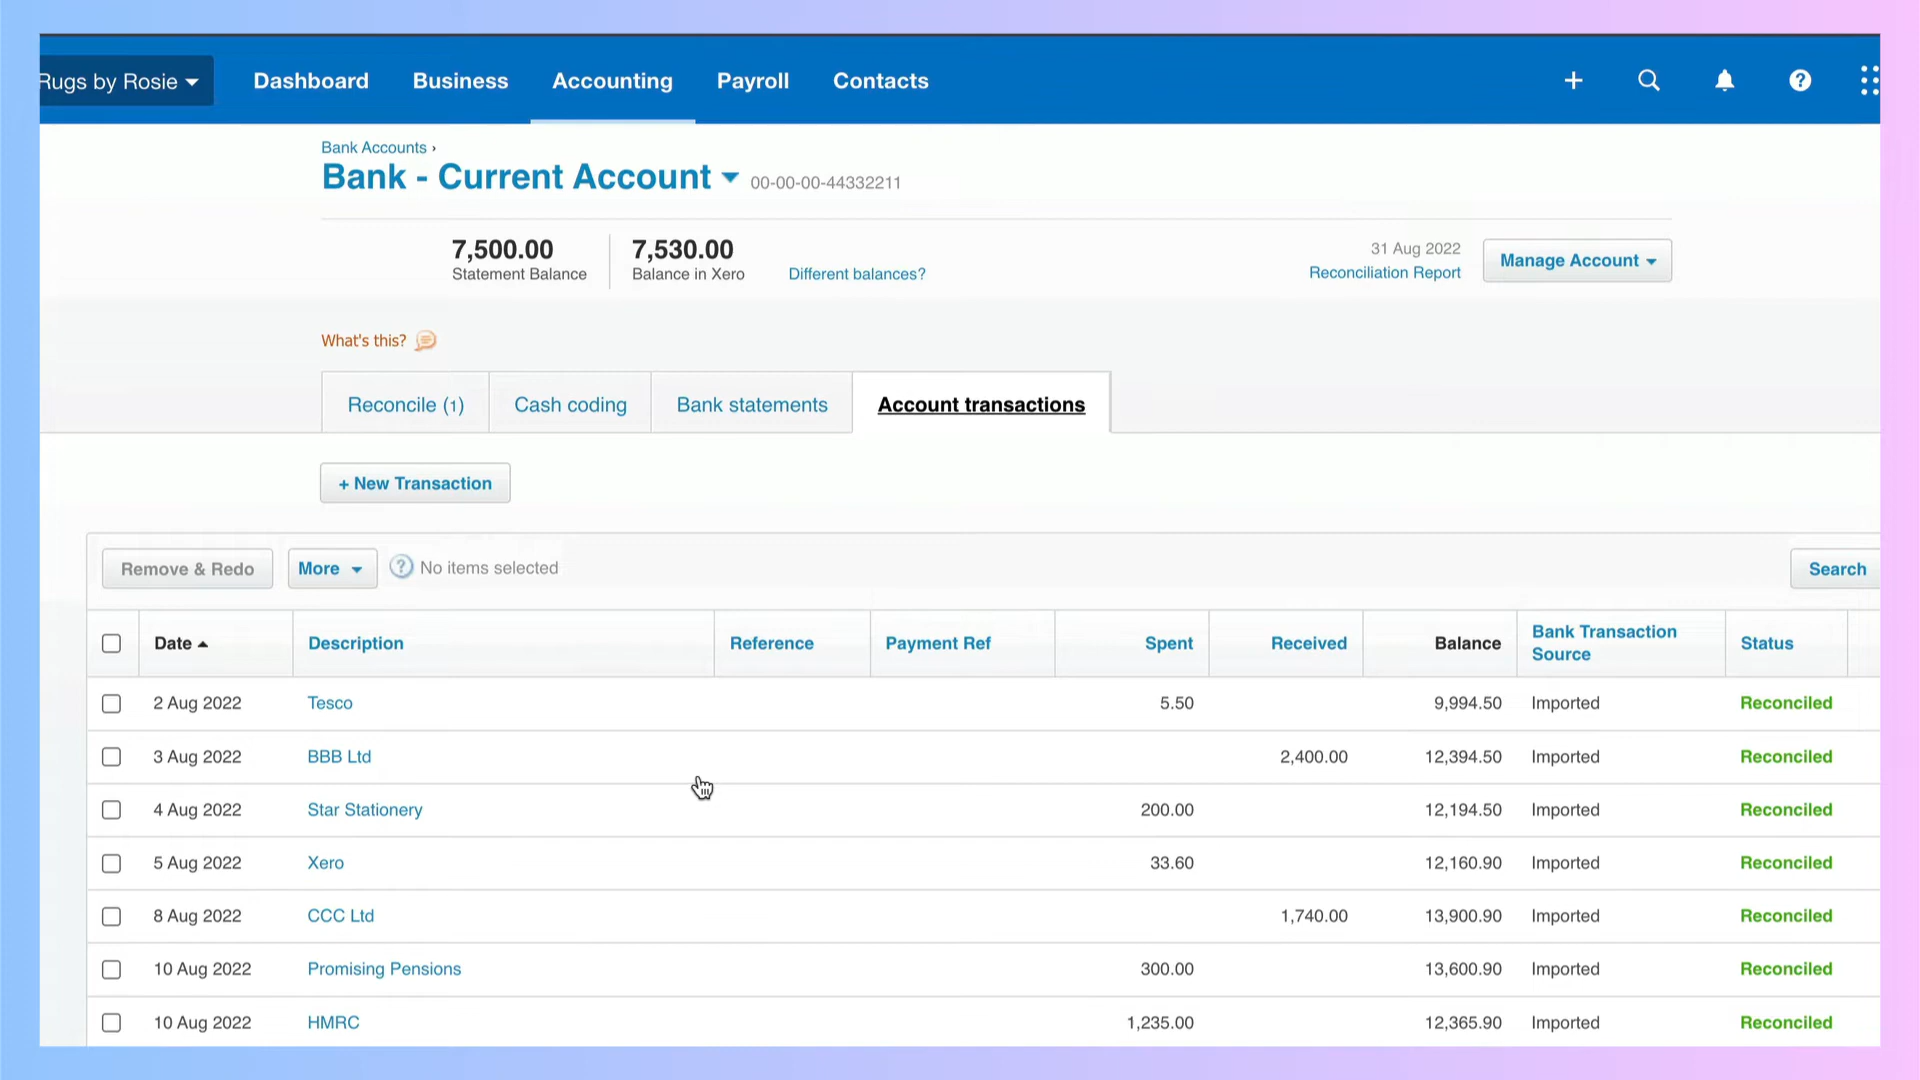 Rugs by Rosie Dashboard Business Accounting Payroll Contacts
Bank Accounts ›
Bank - Current Account 00-00-00-44332211
7,500.00 7,530.00 31 Aug 2022 Manage Account
Statement Balance Balance in Xero Different balances? Reconciliation Report
What's this?
Reconcile (1) Cash coding Bank statements Account transactions
+ New Transaction
Remove & Redo More ? No items selected Search
Date Description Reference Payment Ref Spent Received Balance Bank Transaction Source Status
2 Aug 2022 Tesco 5.50 9,994.50 Imported Reconciled
3 Aug 2022 BBB Ltd 2,400.00 12,394.50 Imported Reconciled
4 Aug 2022 Star Stationery 200.00 12,194.50 Imported Reconciled
5 Aug 2022 Xero 33.60 12,160.90 Imported Reconciled
8 Aug 2022 CCC Ltd 1,740.00 13,900.90 Imported Reconciled
10 Aug 2022 Promising Pensions 300.00 13,600.90 Imported Reconciled
10 Aug 2022 HMRC 1,235.00 12,365.90 Imported Reconciled